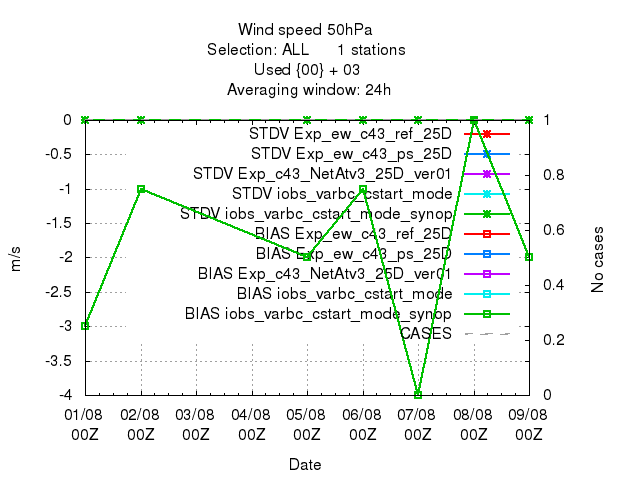 Wind speed 50hPa
Selection: ALL 1 stations
Used {00} + 03
Averaging window: 24h
0
-0.5
-1
-1.5
-2
-2.5
-3
-3.5
-4
m/s
1
0.8
0.6
0.4
0.2
0
No cases
STDV Exp_ew_c43_ref_25D
STDV Exp_ew_c43_ps_25D
STDV Exp_c43_NetAtv3_25D_ver01
STDV iobs_varbc_cstart_mode
STDV iobs_varbc_cstart_mode_synop
BIAS Exp_ew_c43_ref_25D
BIAS Exp_ew_c43_ps_25D
BIAS Exp_c43_NetAtv3_25D_ver01
BIAS iobs_varbc_cstart_mode
BIAS iobs_varbc_cstart_mode_synop
CASES
01/08 02/08 03/08 04/08 05/08 06/08 07/08 08/08 09/08
00Z 00Z 00Z 00Z 00Z 00Z 00Z 00Z 00Z
Date